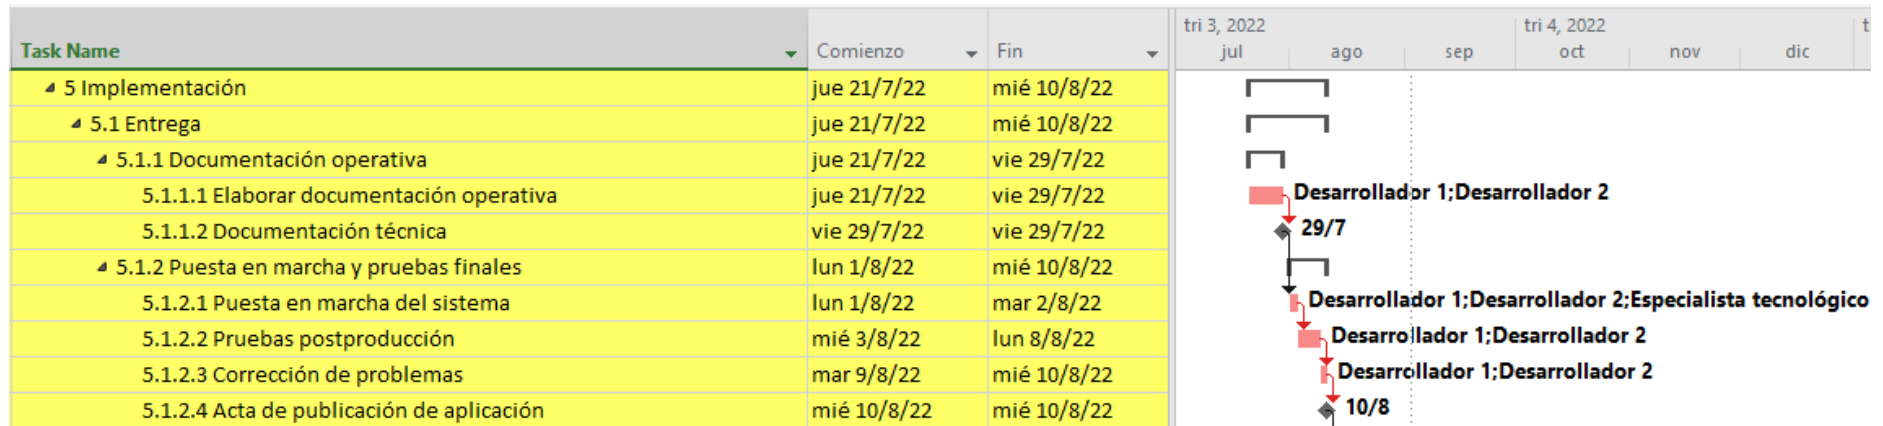 tri 3, 2022 tri 4, 2022 t
Task Name Comienzo Fin jul ago sep oct nov dic
5 Implementación jue 21/7/22 mié 10/8/22
5.1 Entrega jue 21/7/22 mié 10/8/22
5.1.1 Documentación operativa jue 21/7/22 vie 29/7/22
5.1.1.1 Elaborar documentación operativa jue 21/7/22 vie 29/7/22 Desarrollador 1;Desarrollador 2
5.1.1.2 Documentación técnica vie 29/7/22 vie 29/7/22 29/7
5.1.2 Puesta en marcha y pruebas finales lun 1/8/22 mié 10/8/22
5.1.2.1 Puesta en marcha del sistema lun 1/8/22 mar 2/8/22 Desarrollador 1;Desarrollador 2;Especialista tecnológico
5.1.2.2 Pruebas postproducción mié 3/8/22 lun 8/8/22 Desarrollador 1;Desarrollador 2
5.1.2.3 Corrección de problemas mar 9/8/22 mié 10/8/22 Desarrollador 1;Desarrollador 2
5.1.2.4 Acta de publicación de aplicación mié 10/8/22 mié 10/8/22 10/8